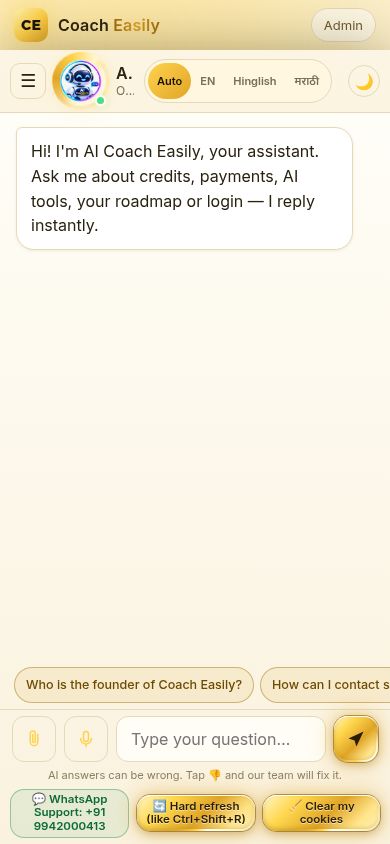 CE Coach Easily Admin
☰ A. Auto EN Hinglish मराठी 🌙
O...
Hi! I'm AI Coach Easily, your assistant.
Ask me about credits, payments, AI
tools, your roadmap or login — I reply
instantly.
Who is the founder of Coach Easily? How can I contact s
Type your question...
AI answers can be wrong. Tap 👎 and our team will fix it.
💬 WhatsApp
Support: +91
9942000413
🔄 Hard refresh
(like Ctrl+Shift+R)
🧹 Clear my
cookies